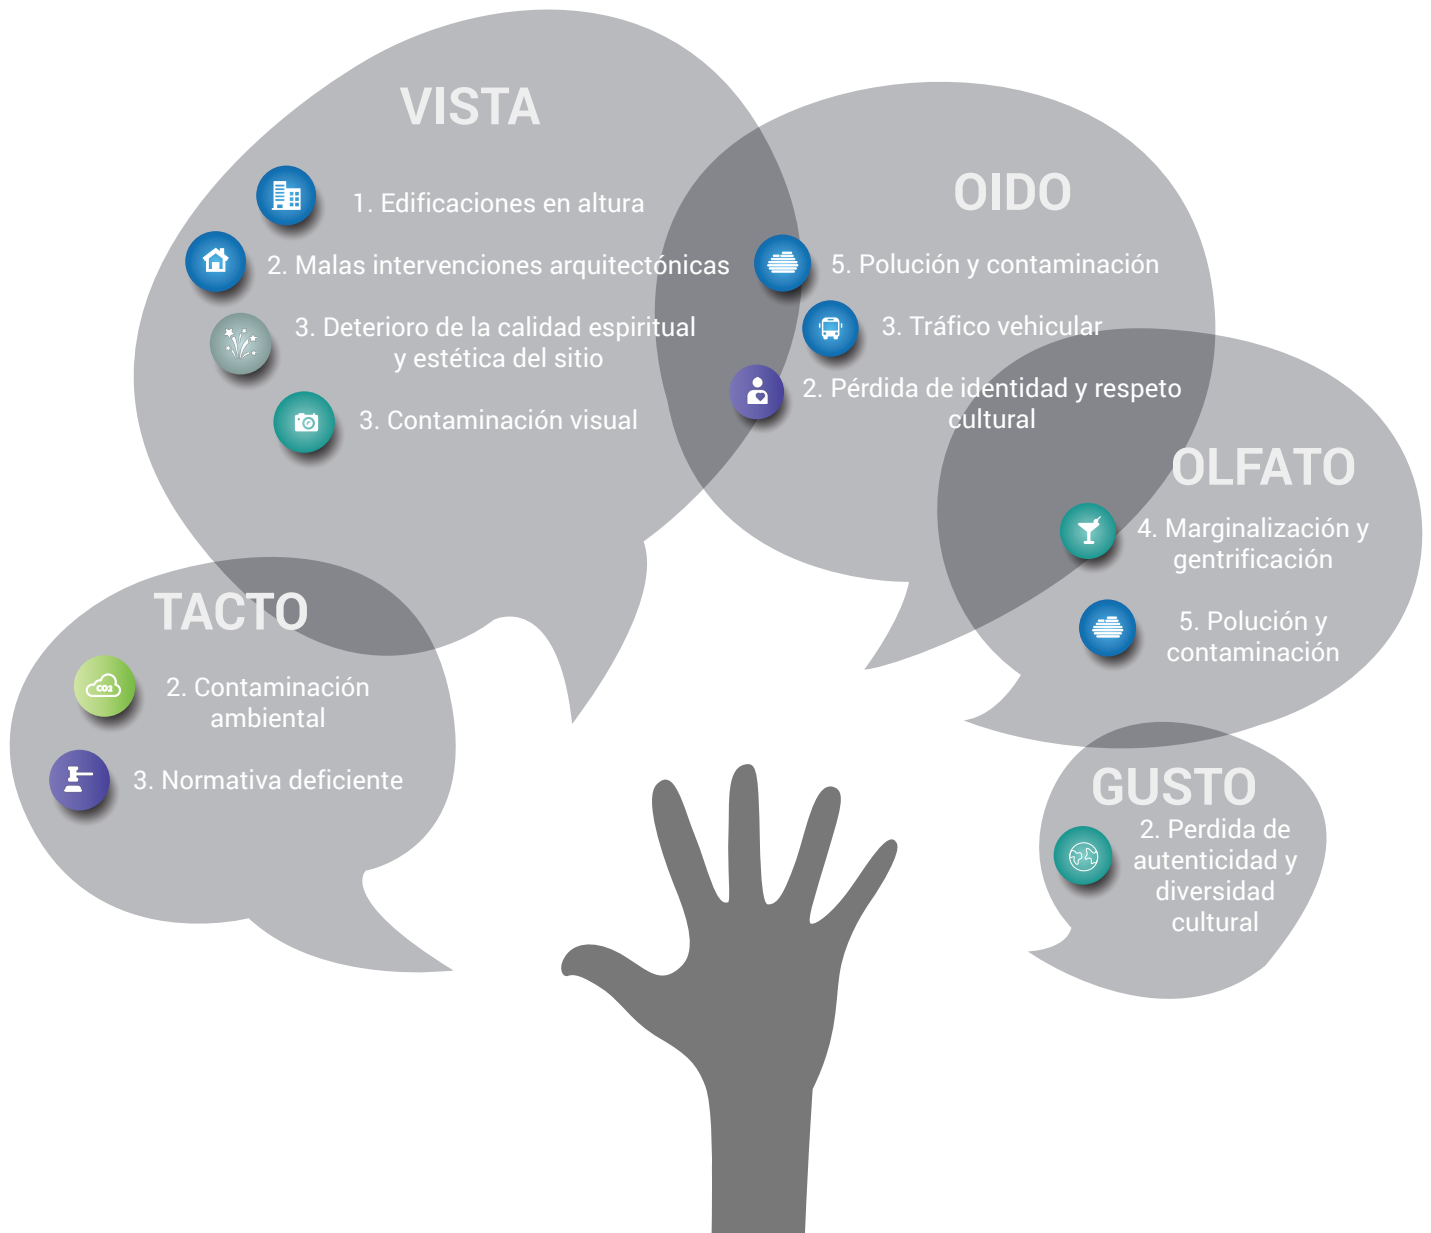 VISTA
1. Edificaciones en altura
2. Malas intervenciones arquitectónicas
3. Deterioro de la calidad espiritual
y estética del sitio
3. Contaminación visual
OIDO
5. Polución y contaminación
3. Tráfico vehicular
2. Pérdida de identidad y respeto
cultural
OLFATO
4. Marginalización y
gentrificación
5. Polución y
contaminación
TACTO
CO2
2. Contaminación
ambiental
3. Normativa deficiente
GUSTO
2. Perdida de
autenticidad y
diversidad
cultural